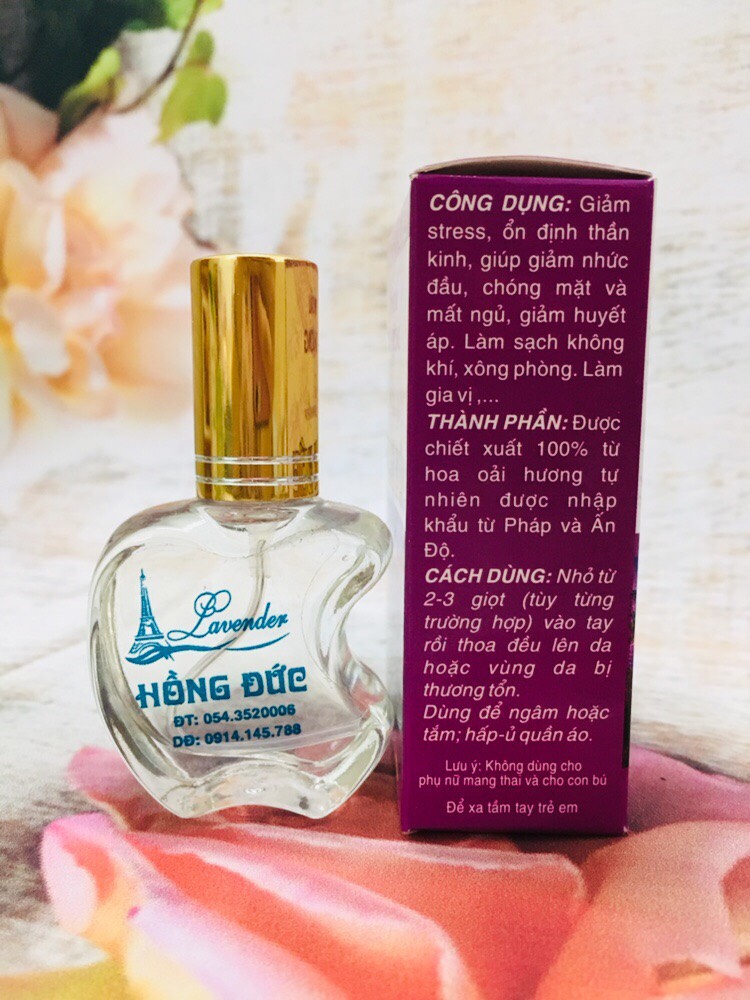 Lavender
HỒNG ĐỨC
ĐT: 054.3520006
DĐ: 0914.145.788
CÔNG DỤNG: Giảm
stress, ổn định thần
kinh, giúp giảm nhức
đầu, chóng mặt và
mất ngủ, giảm huyết
áp. Làm sạch không
khí, xông phòng. Làm
gia vị ,...
THÀNH PHẦN: Được
chiết xuất 100% từ
hoa oải hương tự
nhiên được nhập
khẩu từ Pháp và Ấn
Độ.
CÁCH DÙNG: Nhỏ từ
2-3 giọt (tùy từng
trường hợp) vào tay
rồi thoa đều lên da
hoặc vùng da bị
thương tổn.
Dùng để ngâm hoặc
tắm; hấp-ủ quần áo.
Lưu ý: Không dùng cho
phụ nữ mang thai và cho con bú
Để xa tầm tay trẻ em